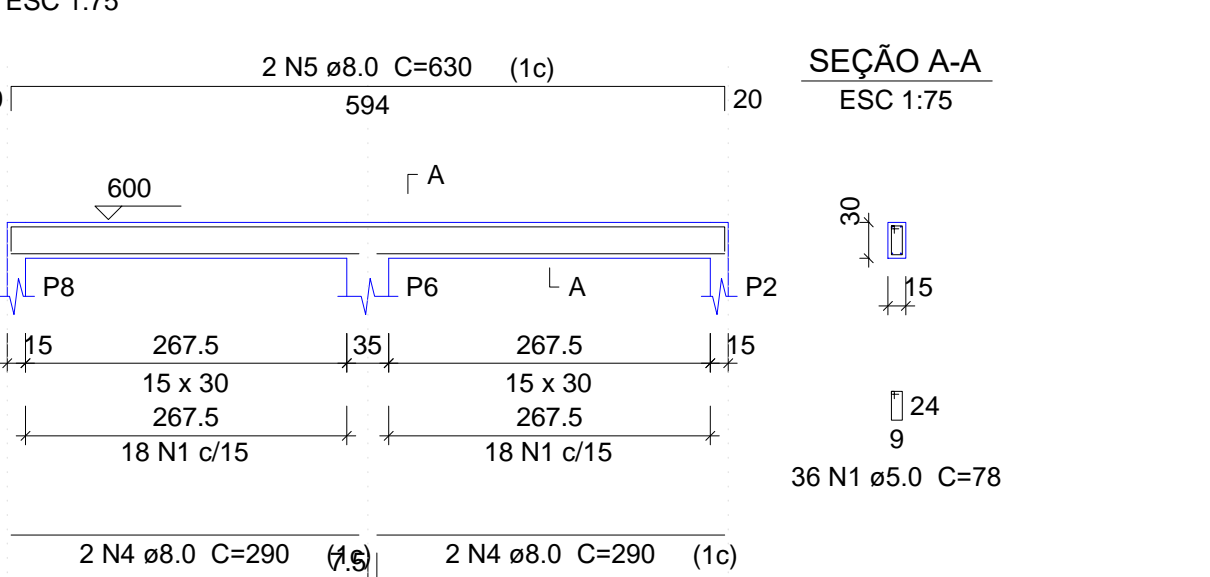 ESC 1:75
2 N5 ø8.0 C=630 (1c)
594
20
SEÇÃO A-A
ESC 1:75
A
600
30
P8
P6
A
P2
15
15
267.5
35
267.5
15
15 x 30
15 x 30
267.5
267.5
18 N1 c/15
18 N1 c/15
24
9
36 N1 ø5.0 C=78
2 N4 ø8.0 C=290 (1c)
2 N4 ø8.0 C=290 (1c)
7.5